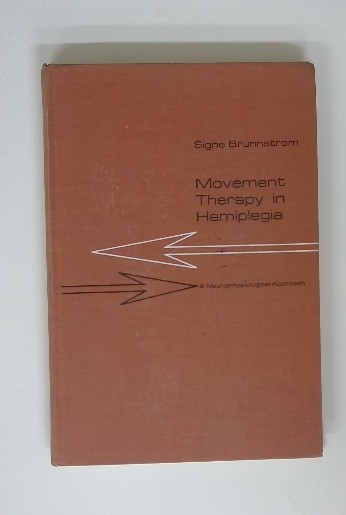 Signe Brunnstrom
Movement
Therapy in
Hemiplegia
A Neurophysiological Approach